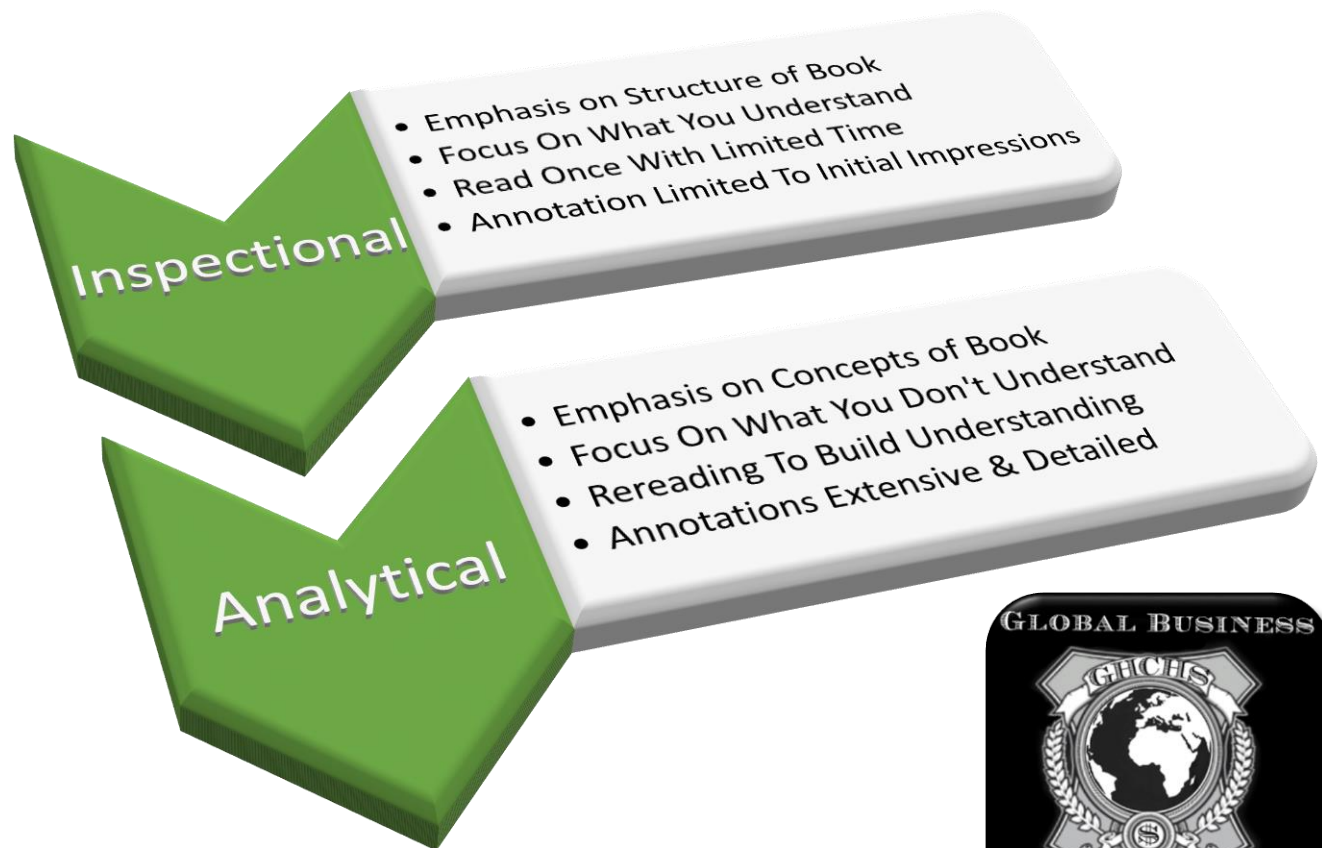 Inspectional
• Emphasis on Structure of Book
• Focus On What You Understand
• Read Once With Limited Time
• Annotation Limited To Initial Impressions
Analytical
• Emphasis on Concepts of Book
• Focus On What You Don't Understand
• Rereading To Build Understanding
• Annotations Extensive & Detailed
GLOBAL BUSINESS
GHCHS
$